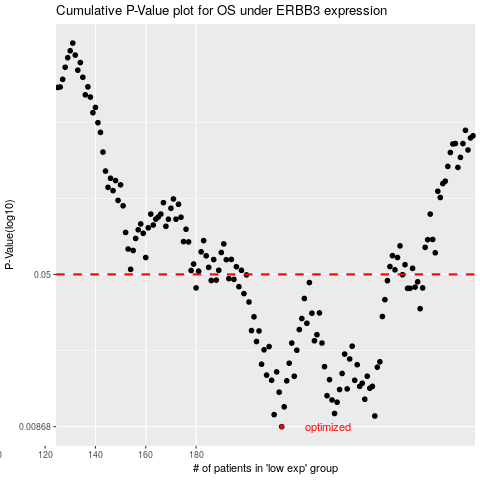 Cumulative P-Value plot for OS under ERBB3 expression
P-Value(log10)
0.05
0.00868
optimized
0 120 140 160 180
# of patients in 'low exp' group